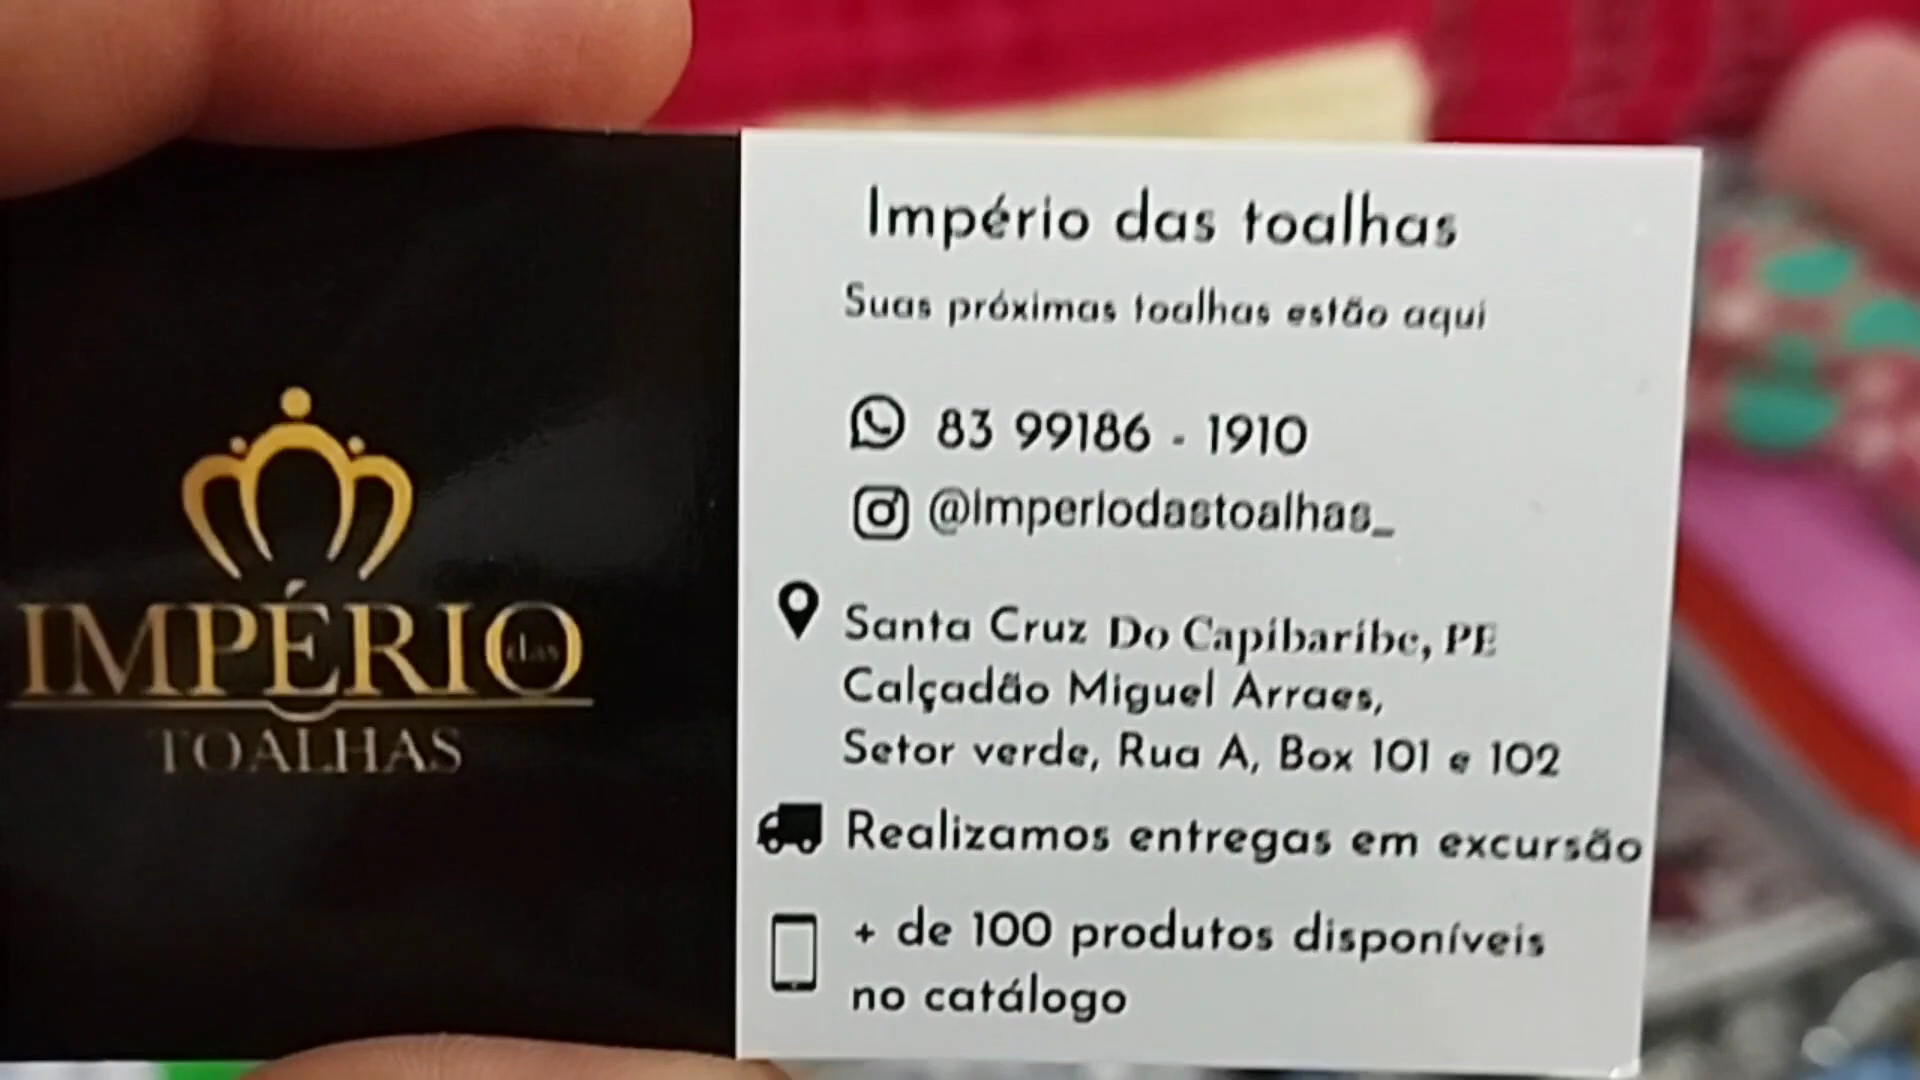 IMPÉRIO das
TOALHAS
Império das toalhas
Suas próximas toalhas estão aqui
83 99186 - 1910
@imperiodastoalhas_
Santa Cruz Do Capibaribe, PE
Calçadão Miguel Arraes,
Setor verde, Rua A, Box 101 e 102
Realizamos entregas em excursão
+ de 100 produtos disponíveis
no catálogo